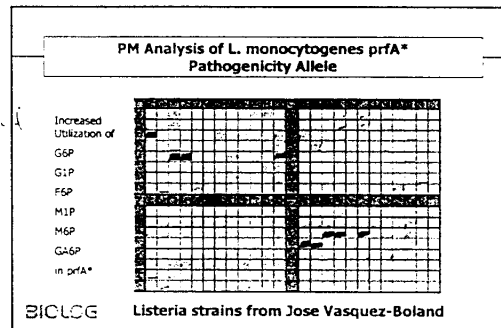 PM Analysis of L. monocytogenes prfA*
Pathogenicity Allele
Increased
Utilization of
G6P
G1P
F6P
M1P
M6P
GA6P
in prfA*
BIOLOG
Listeria strains from Jose Vasquez-Boland